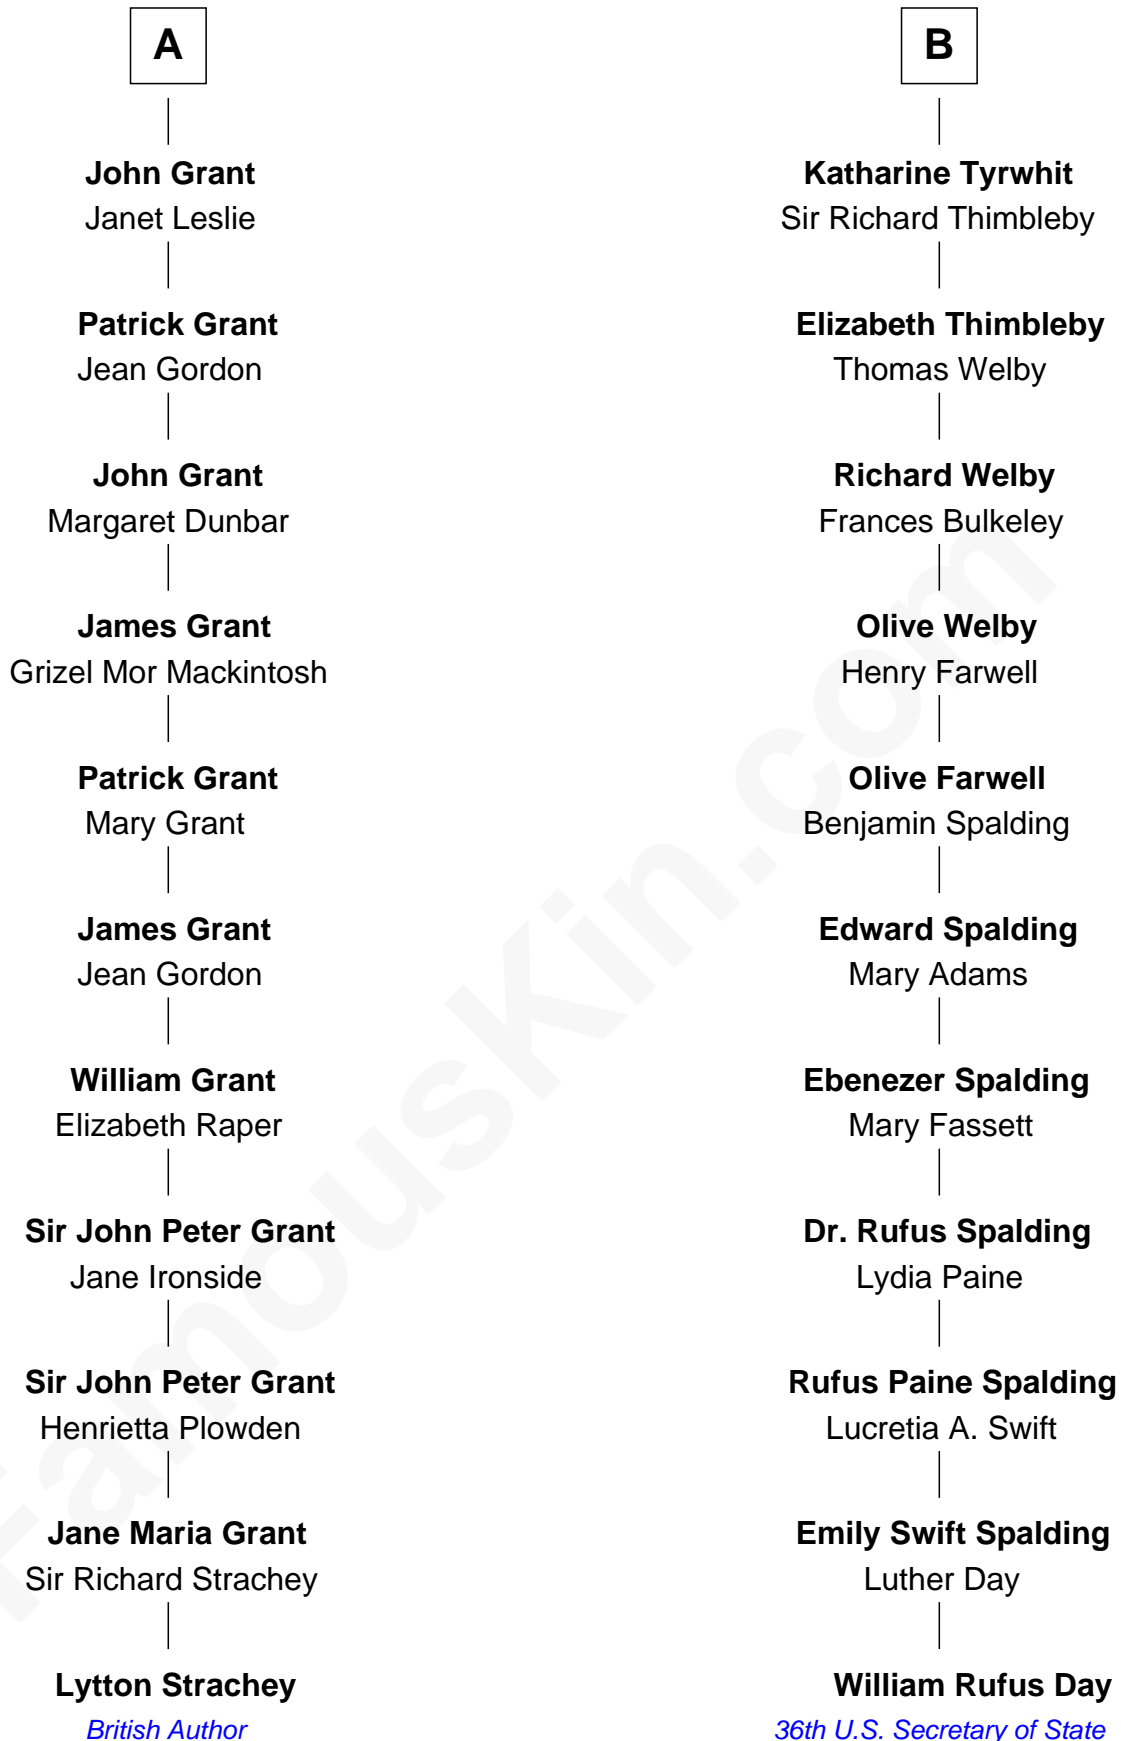 A
John Grant
Janet Leslie
Patrick Grant
Jean Gordon
John Grant
Margaret Dunbar
James Grant
Grizel Mor Mackintosh
Patrick Grant
Mary Grant
James Grant
Jean Gordon
William Grant
Elizabeth Raper
Sir John Peter Grant
Jane Ironside
Sir John Peter Grant
Henrietta Plowden
Jane Maria Grant
Sir Richard Strachey
Lytton Strachey
British Author
B
Katharine Tyrwhit
Sir Richard Thimbleby
Elizabeth Thimbleby
Thomas Welby
Richard Welby
Frances Bulkeley
Olive Welby
Henry Farwell
Olive Farwell
Benjamin Spalding
Edward Spalding
Mary Adams
Ebenezer Spalding
Mary Fassett
Dr. Rufus Spalding
Lydia Paine
Rufus Paine Spalding
Lucretia A. Swift
Emily Swift Spalding
Luther Day
William Rufus Day
36th U.S. Secretary of State
FamousKin.com